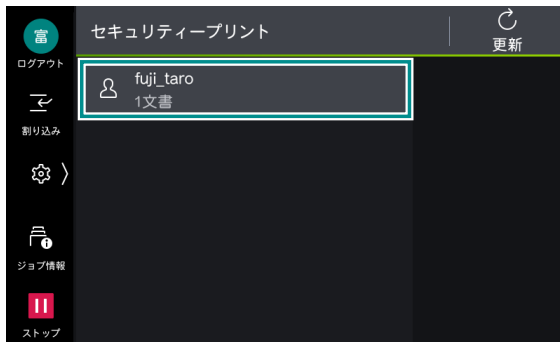 富
ログアウト
割り込み
ジョブ情報
ストップ
セキュリティープリント
更新
fuji_taro
1文書